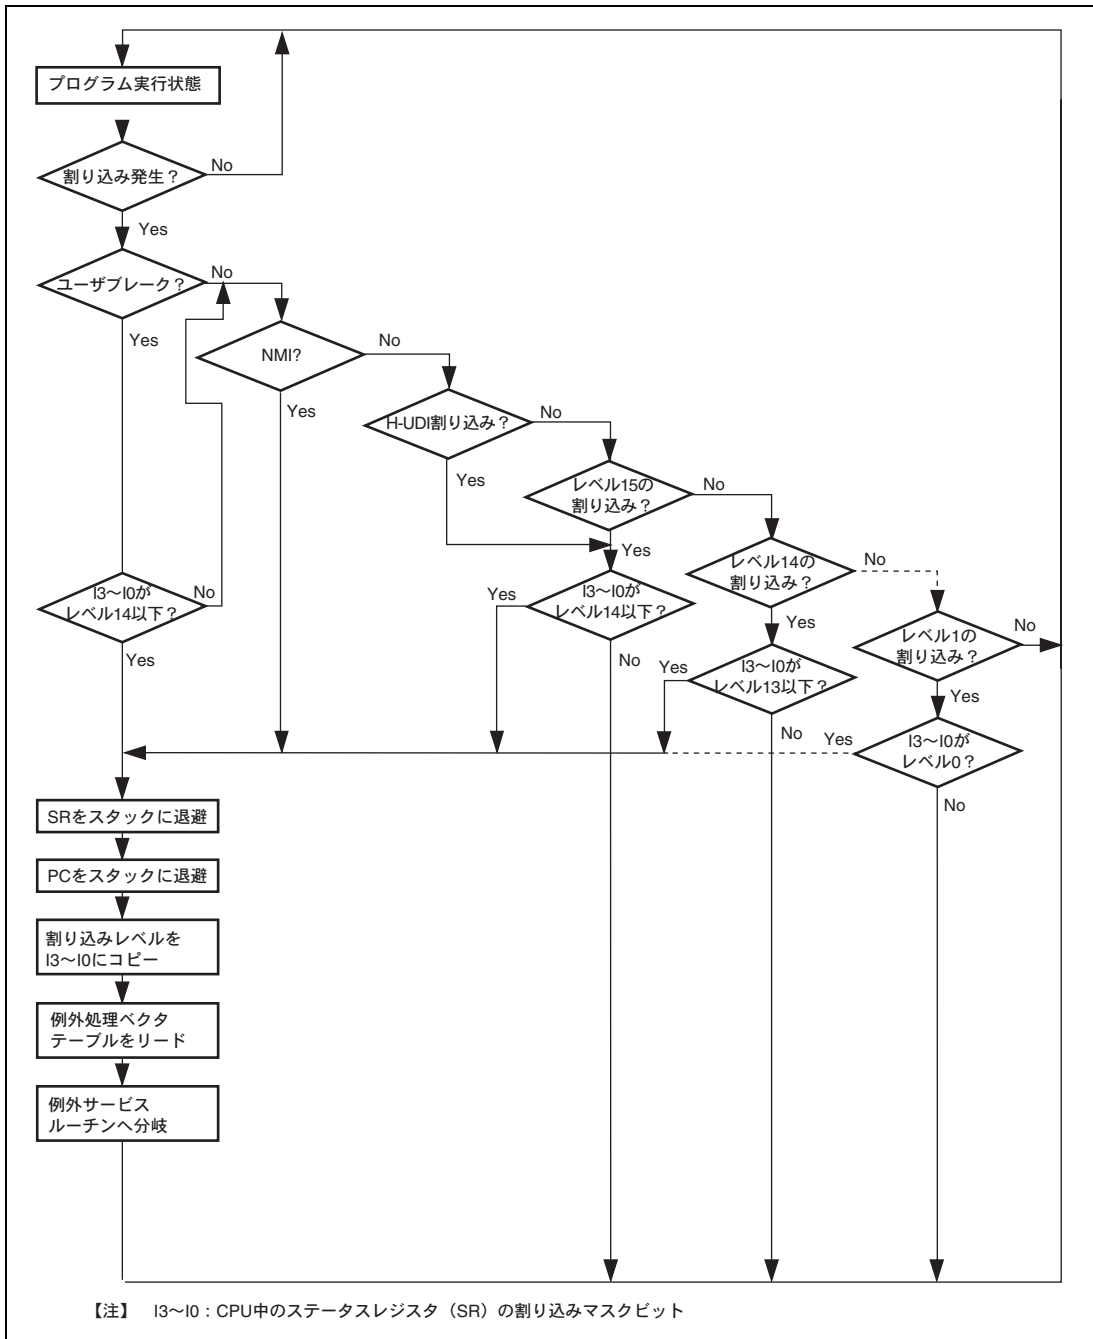 プログラム実行状態
割り込み発生？
No
Yes
ユーザブレーク？
No
Yes
NMI?
No
Yes
H-UDI割り込み？
No
Yes
レベル15の
割り込み？
No
Yes
レベル14の
割り込み？
No
Yes
I3～I0が
レベル14以下？
No
Yes
I3～I0が
レベル14以下？
Yes
No
レベル1の
割り込み？
No
Yes
I3～I0が
レベル13以下？
Yes
No
I3～I0が
レベル0？
Yes
No
SRをスタックに退避
PCをスタックに退避
割り込みレベルを
I3～I0にコピー
例外処理ベクタ
テーブルをリード
例外サービス
ルーチンへ分岐
【注】 I3～I0：CPU中のステータスレジスタ（SR）の割り込みマスクビット